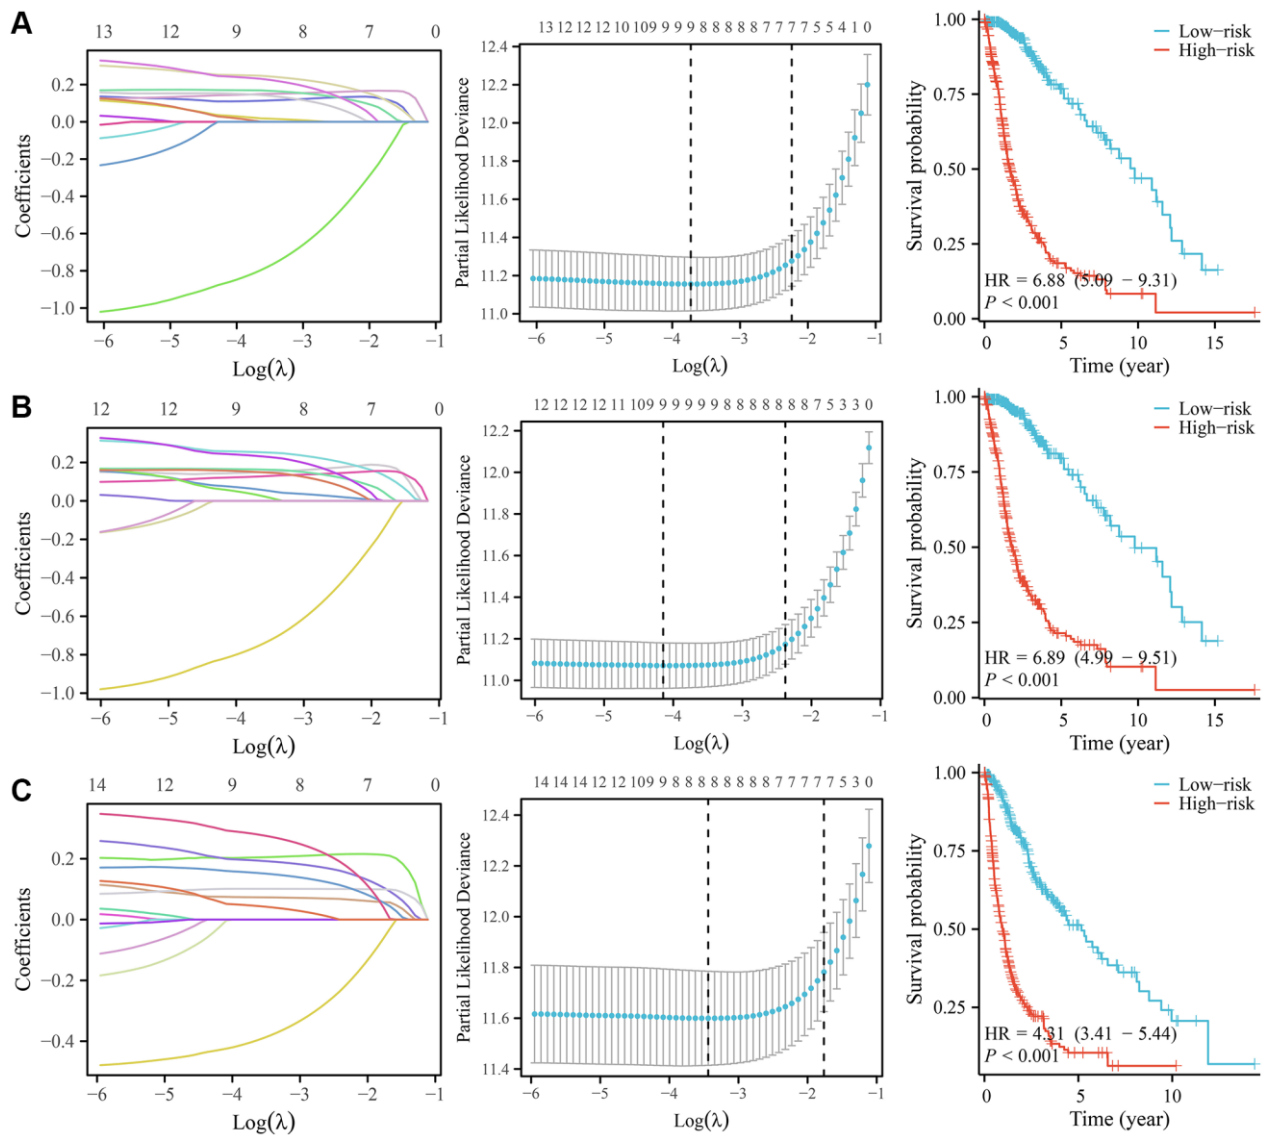 A
13 12 9 8 7 0
0.2
0.0
−0.2
−0.4
−0.6
−0.8
−1.0
Coefficients
−6 −5 −4 −3 −2 −1
Log(λ)
13 12 12 12 10 10 9 9 9 8 8 8 7 7 7 5 5 4 1 0
12.4
12.2
12.0
11.8
11.6
11.4
11.2
11.0
Partial Likelihood Deviance
−6 −5 −4 −3 −2 −1
Log(λ)
1.00
0.75
0.50
0.25
0.00
Survival probability
Low−risk
High−risk
HR = 6.88 (5.09 − 9.31)
P < 0.001
0 5 10 15
Time (year)
B
12 12 9 8 7 0
0.2
0.0
−0.2
−0.4
−0.6
−0.8
−1.0
Coefficients
−6 −5 −4 −3 −2 −1
Log(λ)
12 12 12 12 11 10 9 9 9 9 9 8 8 8 8 8 8 7 5 3 3 0
12.2
12.0
11.8
11.6
11.4
11.2
11.0
Partial Likelihood Deviance
−6 −5 −4 −3 −2 −1
Log(λ)
1.00
0.75
0.50
0.25
0.00
Survival probability
Low−risk
High−risk
HR = 6.89 (4.99 − 9.51)
P < 0.001
0 5 10 15
Time (year)
C
14 12 9 8 7 0
0.2
0.0
−0.2
−0.4
Coefficients
−6 −5 −4 −3 −2 −1
Log(λ)
14 14 14 12 12 10 9 9 8 8 8 8 8 8 8 7 7 7 7 7 5 3 0
12.4
12.2
12.0
11.8
11.6
11.4
Partial Likelihood Deviance
−6 −5 −4 −3 −2 −1
Log(λ)
1.00
0.75
0.50
0.25
Survival probability
Low−risk
High−risk
HR = 4.31 (3.41 − 5.44)
P < 0.001
0 5 10
Time (year)